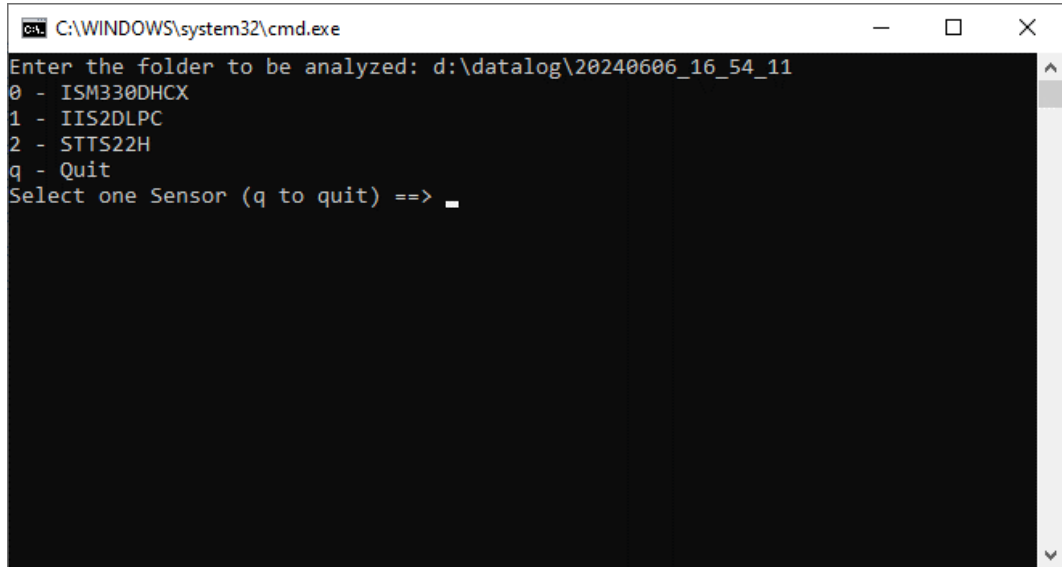 C:\WINDOWS\system32\cmd.exe
Enter the folder to be analyzed: d:\datalog\20240606_16_54_11
0 - ISM330DHCX
1 - IIS2DLPC
2 - STTS22H
q - Quit
Select one Sensor (q to quit) ==>